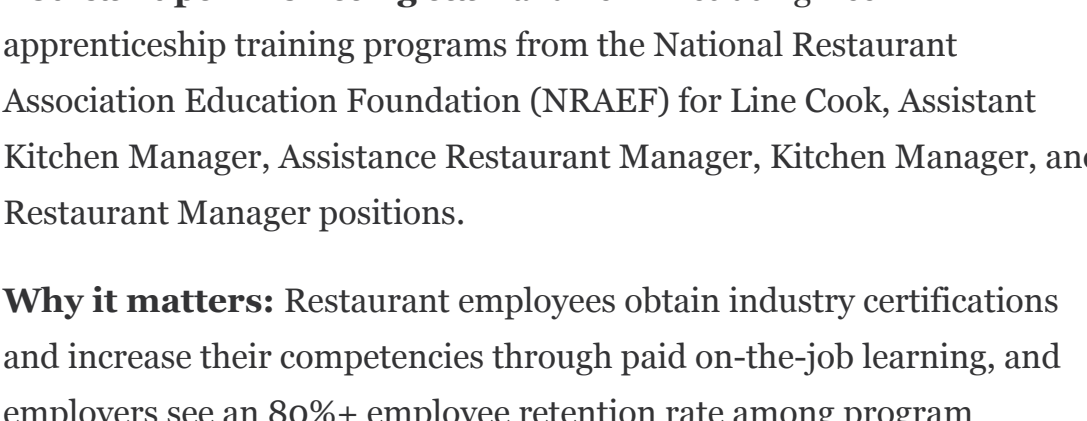 apprenticeship training programs from the National Restaurant
Association Education Foundation (NRAEF) for Line Cook, Assistant
Kitchen Manager, Assistance Restaurant Manager, Kitchen Manager, and
Restaurant Manager positions.
Why it matters: Restaurant employees obtain industry certifications
and increase their competencies through paid on-the-job learning, and
employers see an 80%+ employee retention rate among program